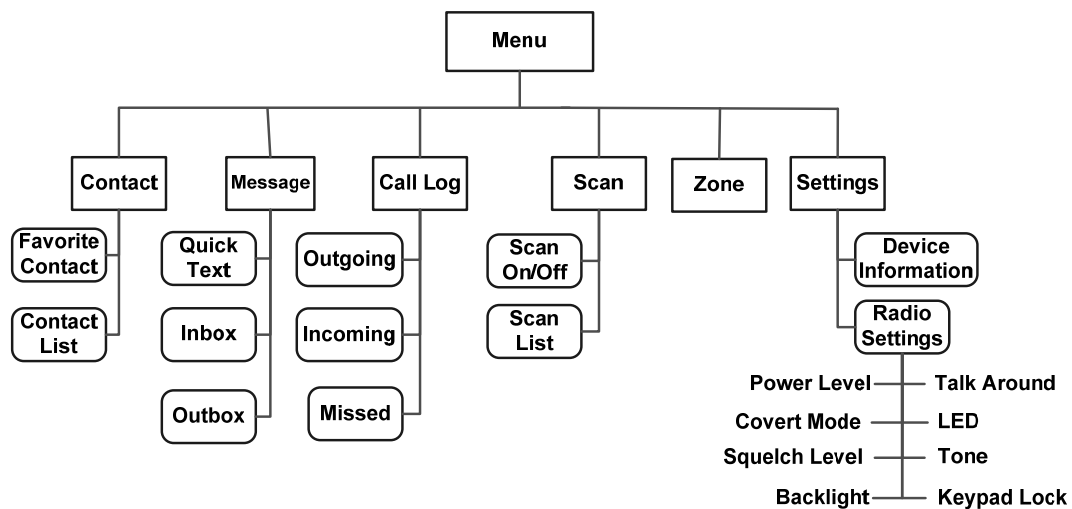 Menu
Contact
Message
Call Log
Scan
Zone
Settings
Favorite
Contact
Contact
List
Quick
Text
Inbox
Outbox
Outgoing
Incoming
Missed
Scan
On/Off
Scan
List
Device
Information
Radio
Settings
Power Level
Talk Around
Covert Mode
LED
Squelch Level
Tone
Backlight
Keypad Lock